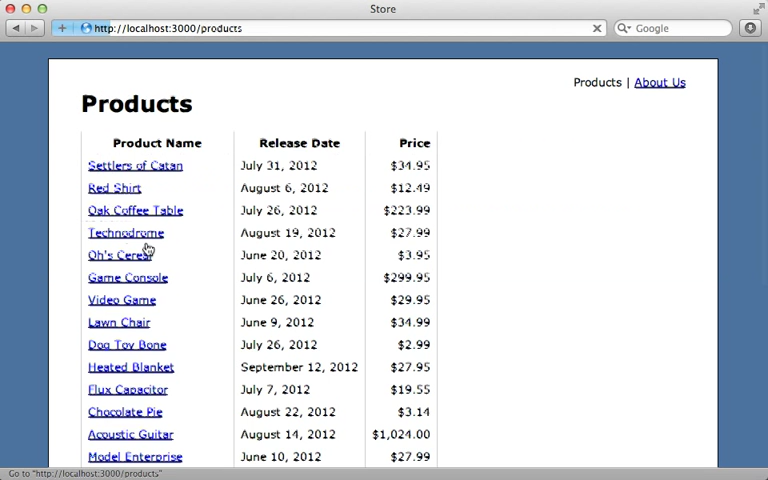 Store
http://localhost:3000/products
Google
Products | About Us
Products
Product Name Release Date Price
Settlers of Catan July 31, 2012 $34.95
Red Shirt August 6, 2012 $12.49
Oak Coffee Table July 26, 2012 $223.99
Technodrome August 19, 2012 $27.99
Oh's Cereal June 20, 2012 $3.95
Game Console July 6, 2012 $299.95
Video Game June 26, 2012 $29.95
Lawn Chair June 9, 2012 $34.99
Dog Toy Bone July 26, 2012 $2.99
Heated Blanket September 12, 2012 $27.95
Flux Capacitor July 7, 2012 $19.55
Chocolate Pie August 22, 2012 $3.14
Acoustic Guitar August 14, 2012 $1,024.00
Model Enterprise June 10, 2012 $27.99
Go to "http://localhost:3000/products"